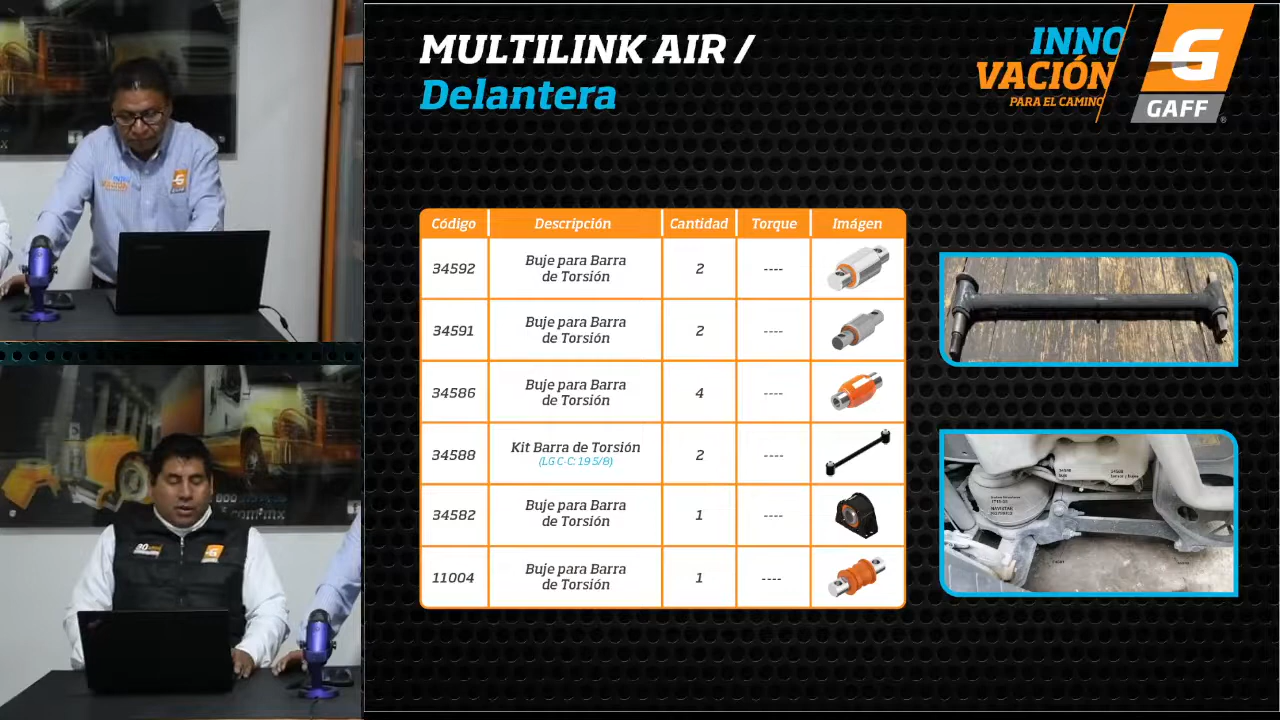 MULTILINK AIR /
Delantera
INNO
VACIÓN
PARA EL CAMINO
G
GAFF
Código Descripción Cantidad Torque Imágen
34592 Buje para Barra de Torsión 2 ----
34591 Buje para Barra de Torsión 2 ----
34586 Buje para Barra de Torsión 4 ----
34588 Kit Barra de Torsión (LG C-C: 19 5/8) 2 ----
34582 Buje para Barra de Torsión 1 ----
11004 Buje para Barra de Torsión 1 ----
GAFF